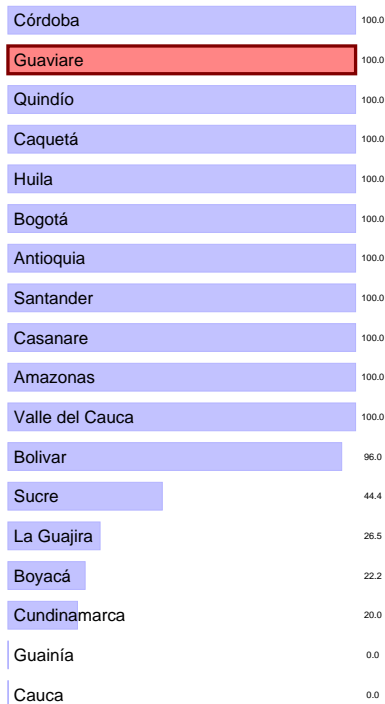 Córdoba 100.0
Guaviare 100.0
Quindío 100.0
Caquetá 100.0
Huila 100.0
Bogotá 100.0
Antioquia 100.0
Santander 100.0
Casanare 100.0
Amazonas 100.0
Valle del Cauca 100.0
Bolivar 96.0
Sucre 44.4
La Guajira 26.5
Boyacá 22.2
Cundinamarca 20.0
Guainía 0.0
Cauca 0.0